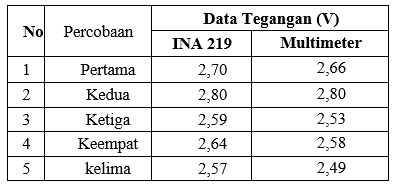 No Percobaan Data Tegangan (V)
INA 219 Multimeter
1 Pertama 2,70 2,66
2 Kedua 2,80 2,80
3 Ketiga 2,59 2,53
4 Keempat 2,64 2,58
5 kelima 2,57 2,49